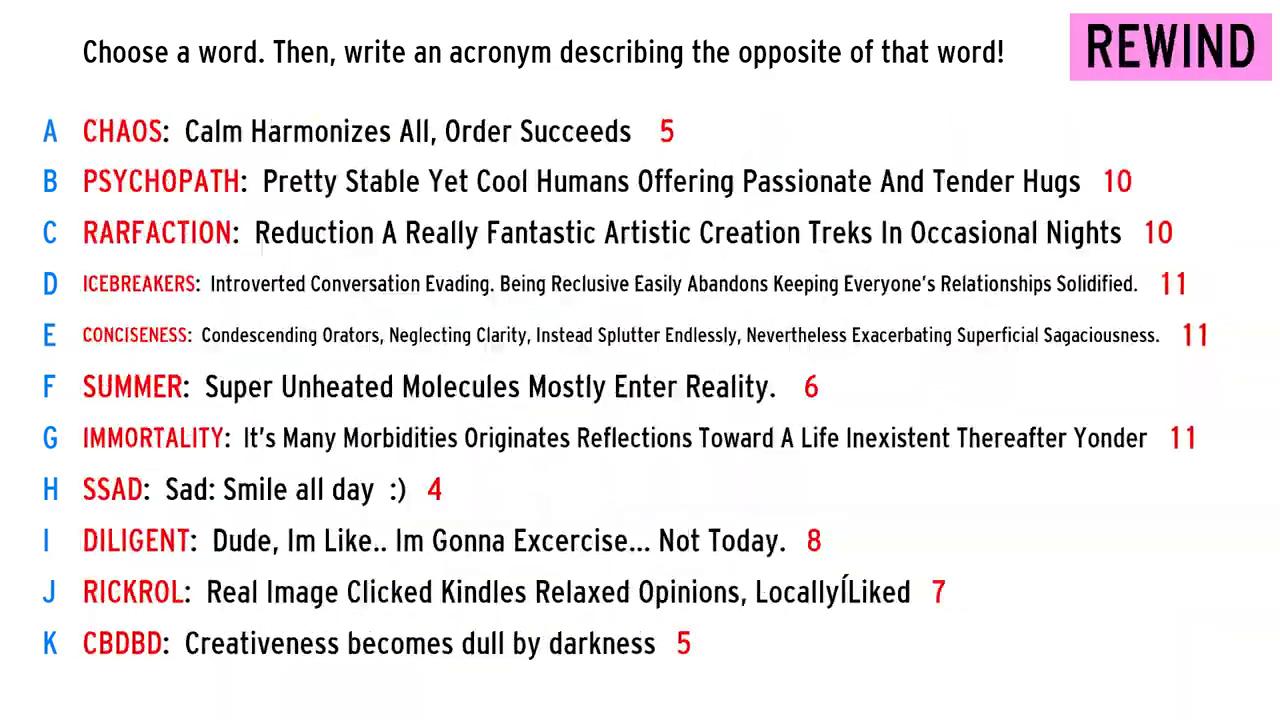 Choose a word. Then, write an acronym describing the opposite of that word!
REWIND
A CHAOS: Calm Harmonizes All, Order Succeeds 5
B PSYCHOPATH: Pretty Stable Yet Cool Humans Offering Passionate And Tender Hugs 10
C RARFACTION: Reduction A Really Fantastic Artistic Creation Treks In Occasional Nights 10
D ICEBREAKERS: Introverted Conversation Evading. Being Reclusive Easily Abandons Keeping Everyone's Relationships Solidified. 11
E CONCISENESS: Condescending Orators, Neglecting Clarity, Instead Splutter Endlessly, Nevertheless Exacerbating Superficial Sagaciousness. 11
F SUMMER: Super Unheated Molecules Mostly Enter Reality. 6
G IMMORTALITY: It's Many Morbidities Originates Reflections Toward A Life Inexistent Thereafter Yonder 11
H SSAD: Sad: Smile all day :) 4
I DILIGENT: Dude, Im Like.. Im Gonna Excercise... Not Today. 8
J RICKROL: Real Image Clicked Kindles Relaxed Opinions, LocallyÍLiked 7
K CBDBD: Creativeness becomes dull by darkness 5